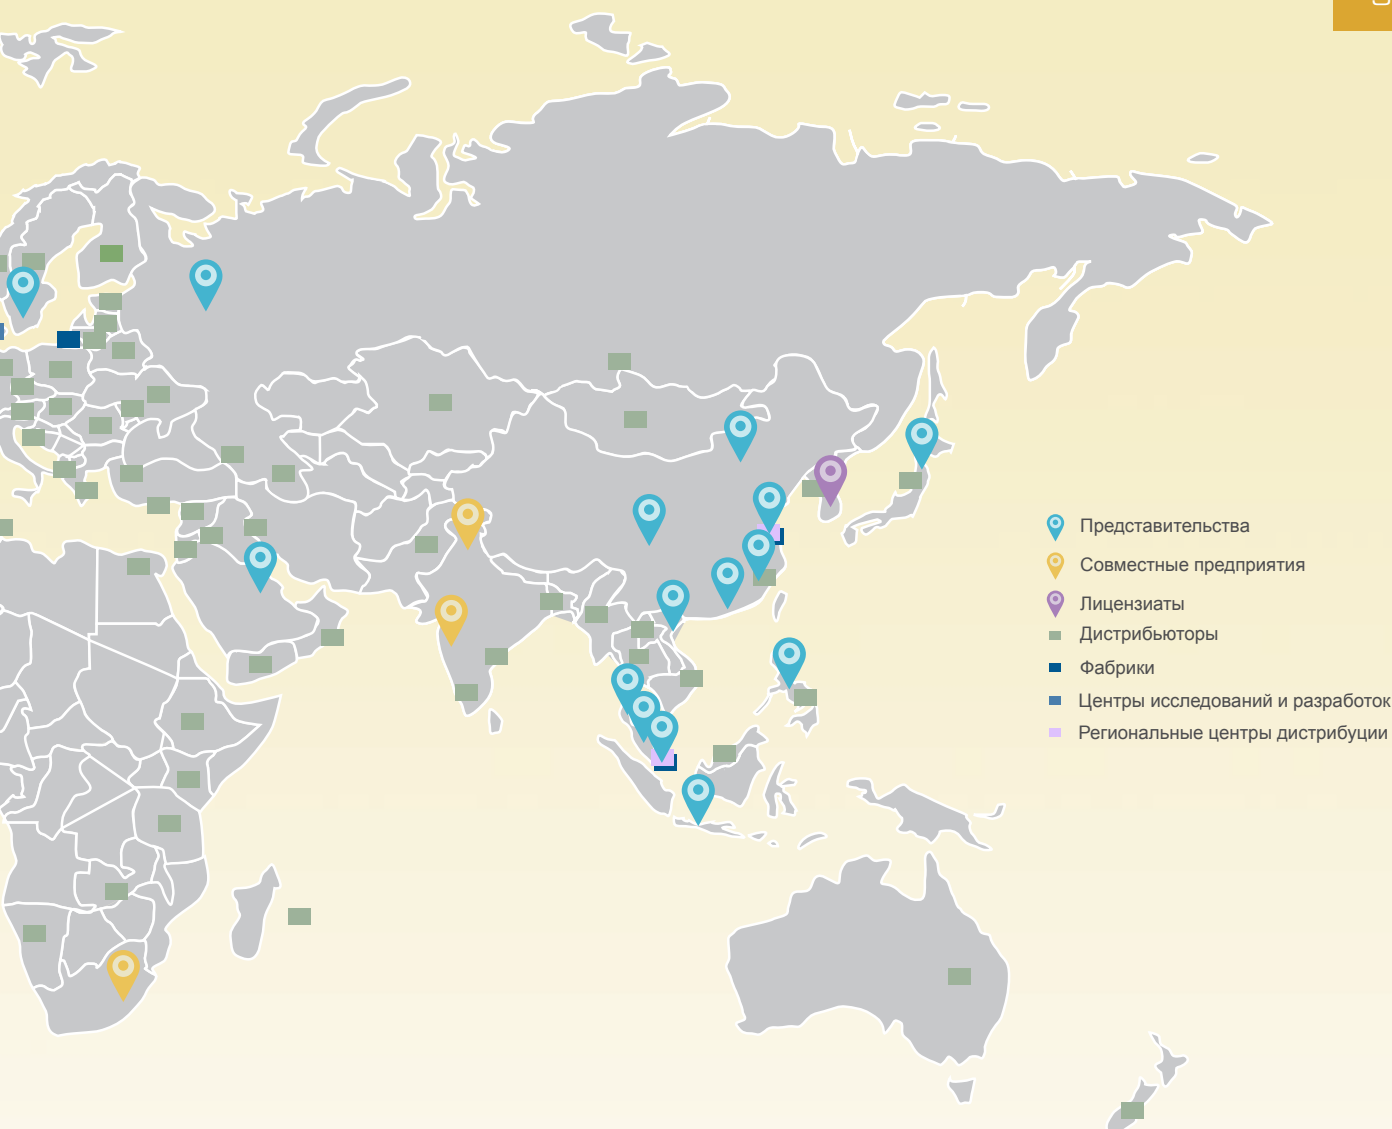 Представительства
Совместные предприятия
Лицензиаты
Дистрибьюторы
Фабрики
Центры исследований и разработок
Региональные центры дистрибуции